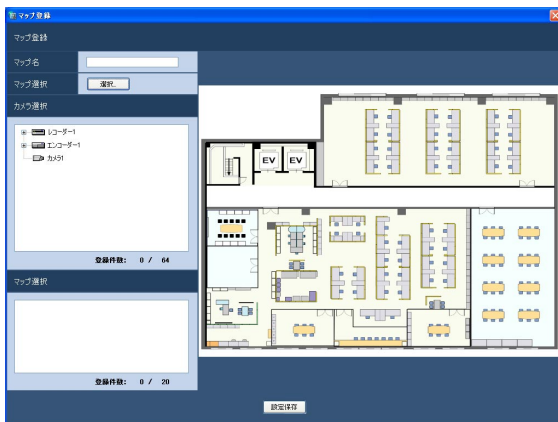 マップ登録
マップ登録
マップ名
マップ選択 選択...
カメラ選択
レコーダー1
エンコーダー1
カメラ1
登録件数: 0 / 64
マップ選択
登録件数: 0 / 20
EV EV
設定保存